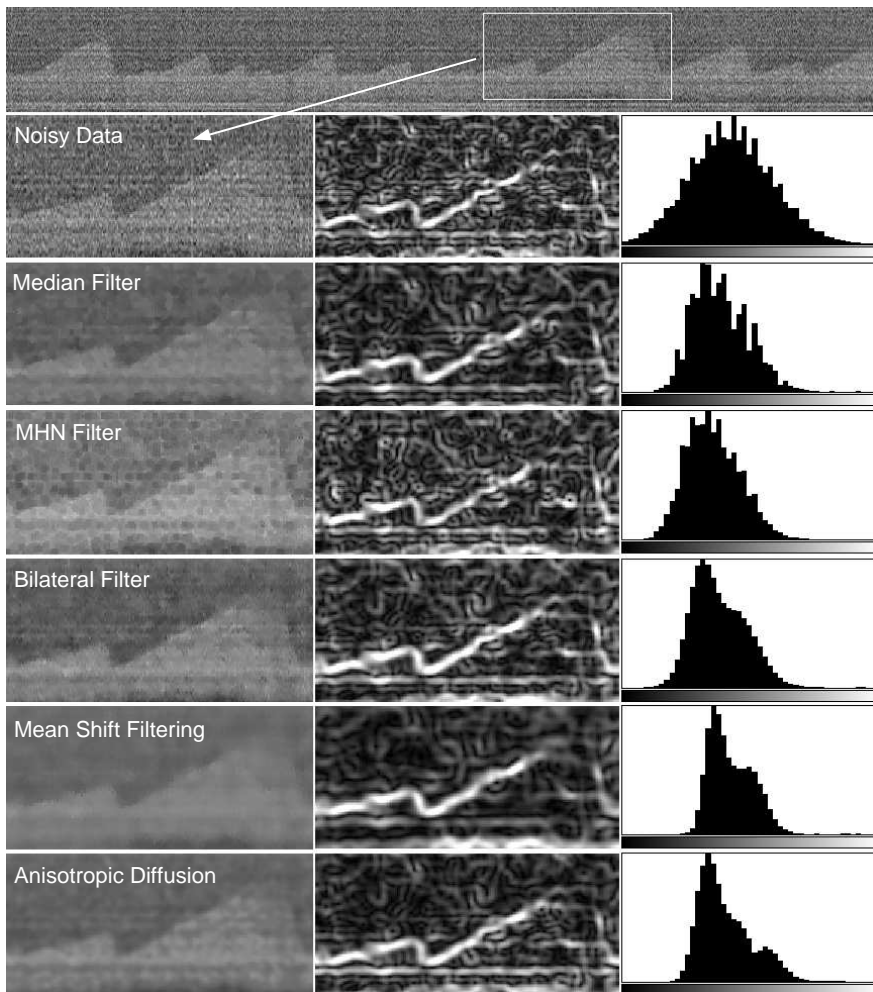 Noisy Data
Median Filter
MHN Filter
Bilateral Filter
Mean Shift Filtering
Anisotropic Diffusion